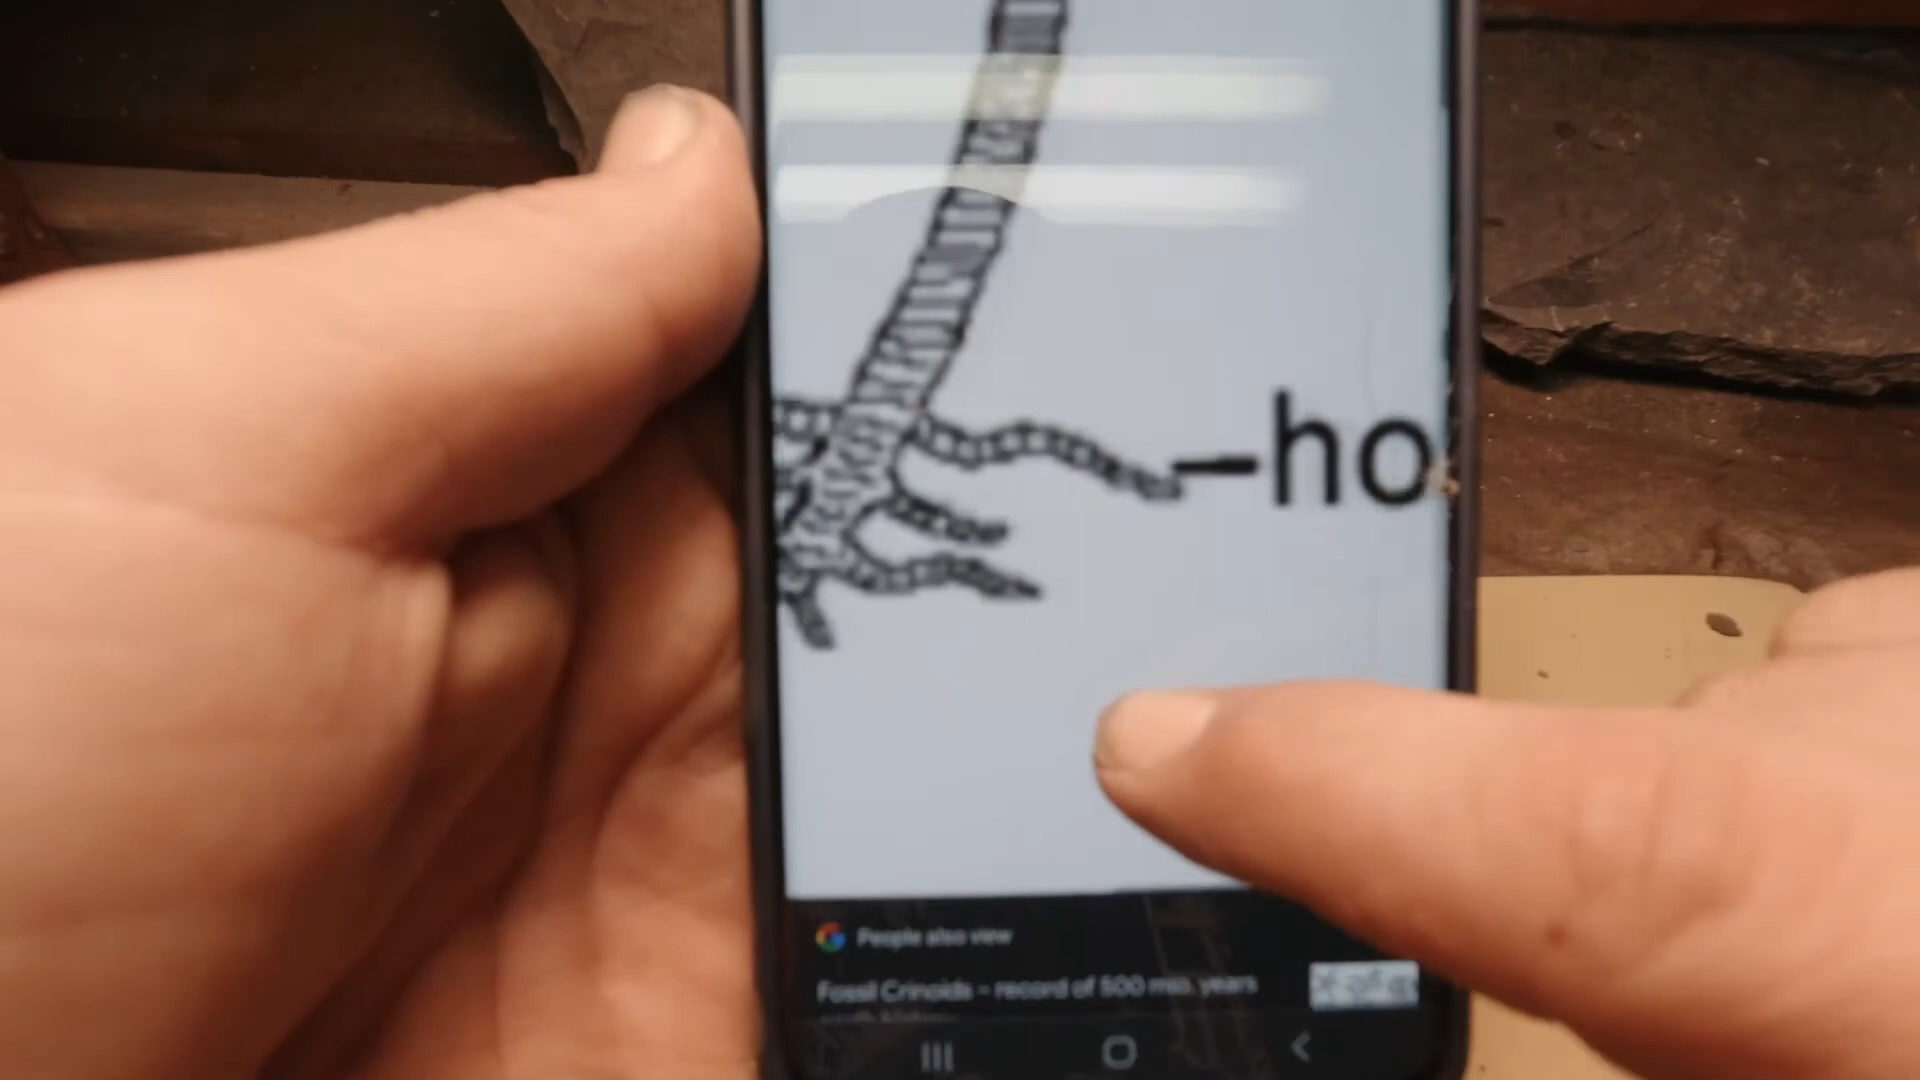 –ho
People also view
Fossil Crinoids – record of 500 mio. years